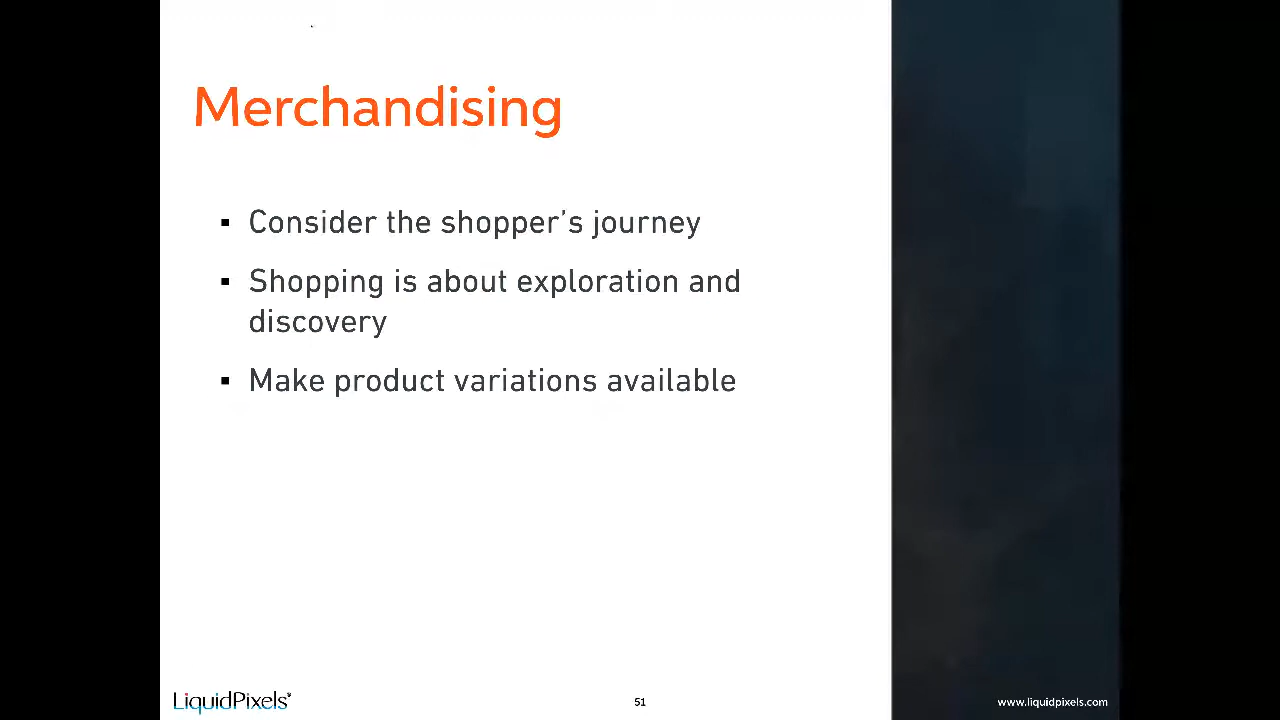 Merchandising
▪ Consider the shopper’s journey
▪ Shopping is about exploration and
discovery
▪ Make product variations available
LiquidPixels®
51
www.liquidpixels.com